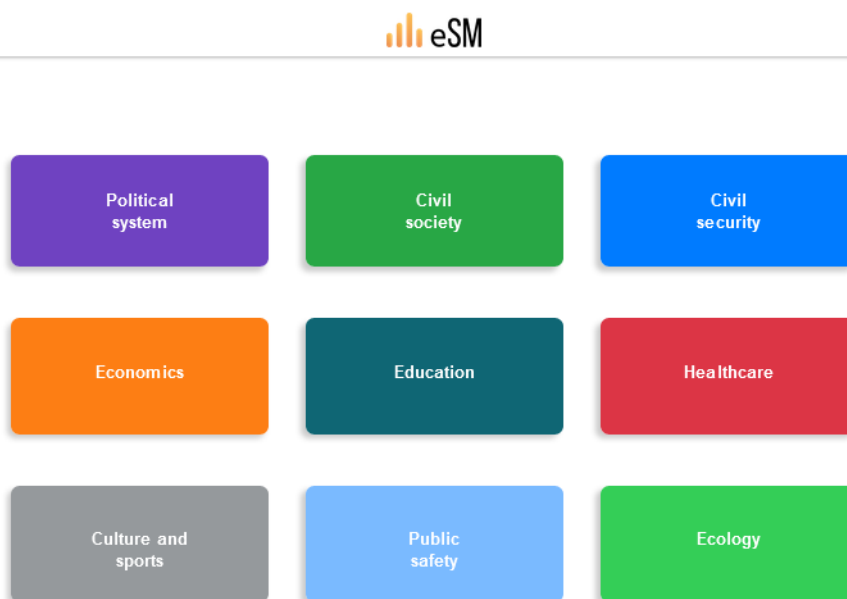 eSM
Political
system
Civil
society
Civil
security
Economics
Education
Healthcare
Culture and
sports
Public
safety
Ecology